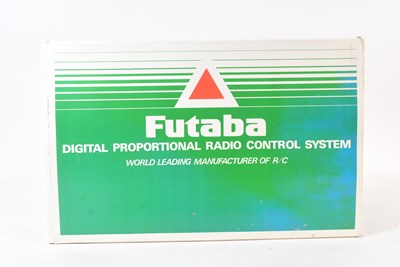 Futaba
DIGITAL PROPORTIONAL RADIO CONTROL SYSTEM
WORLD LEADING MANUFACTURER OF R/C